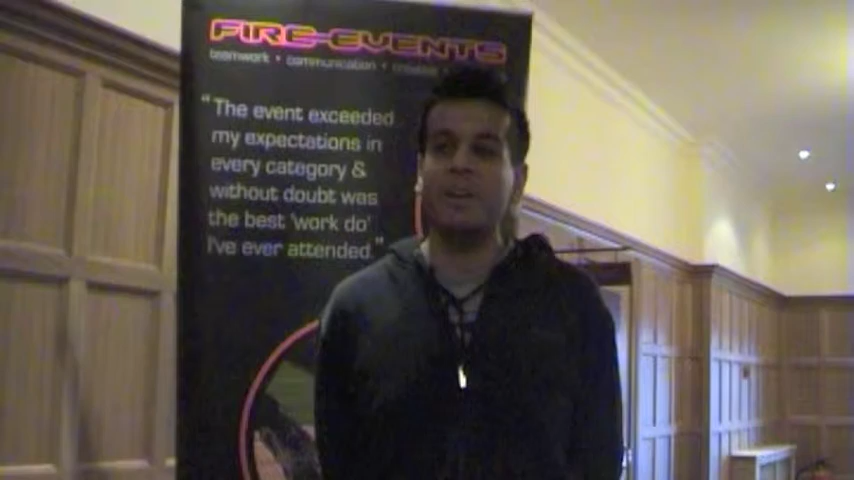 FIRE-EVENTS
teamwork • communication • creative
"The event exceeded
my expectations in
every category &
without doubt was
the best 'work do'
I've ever attended."